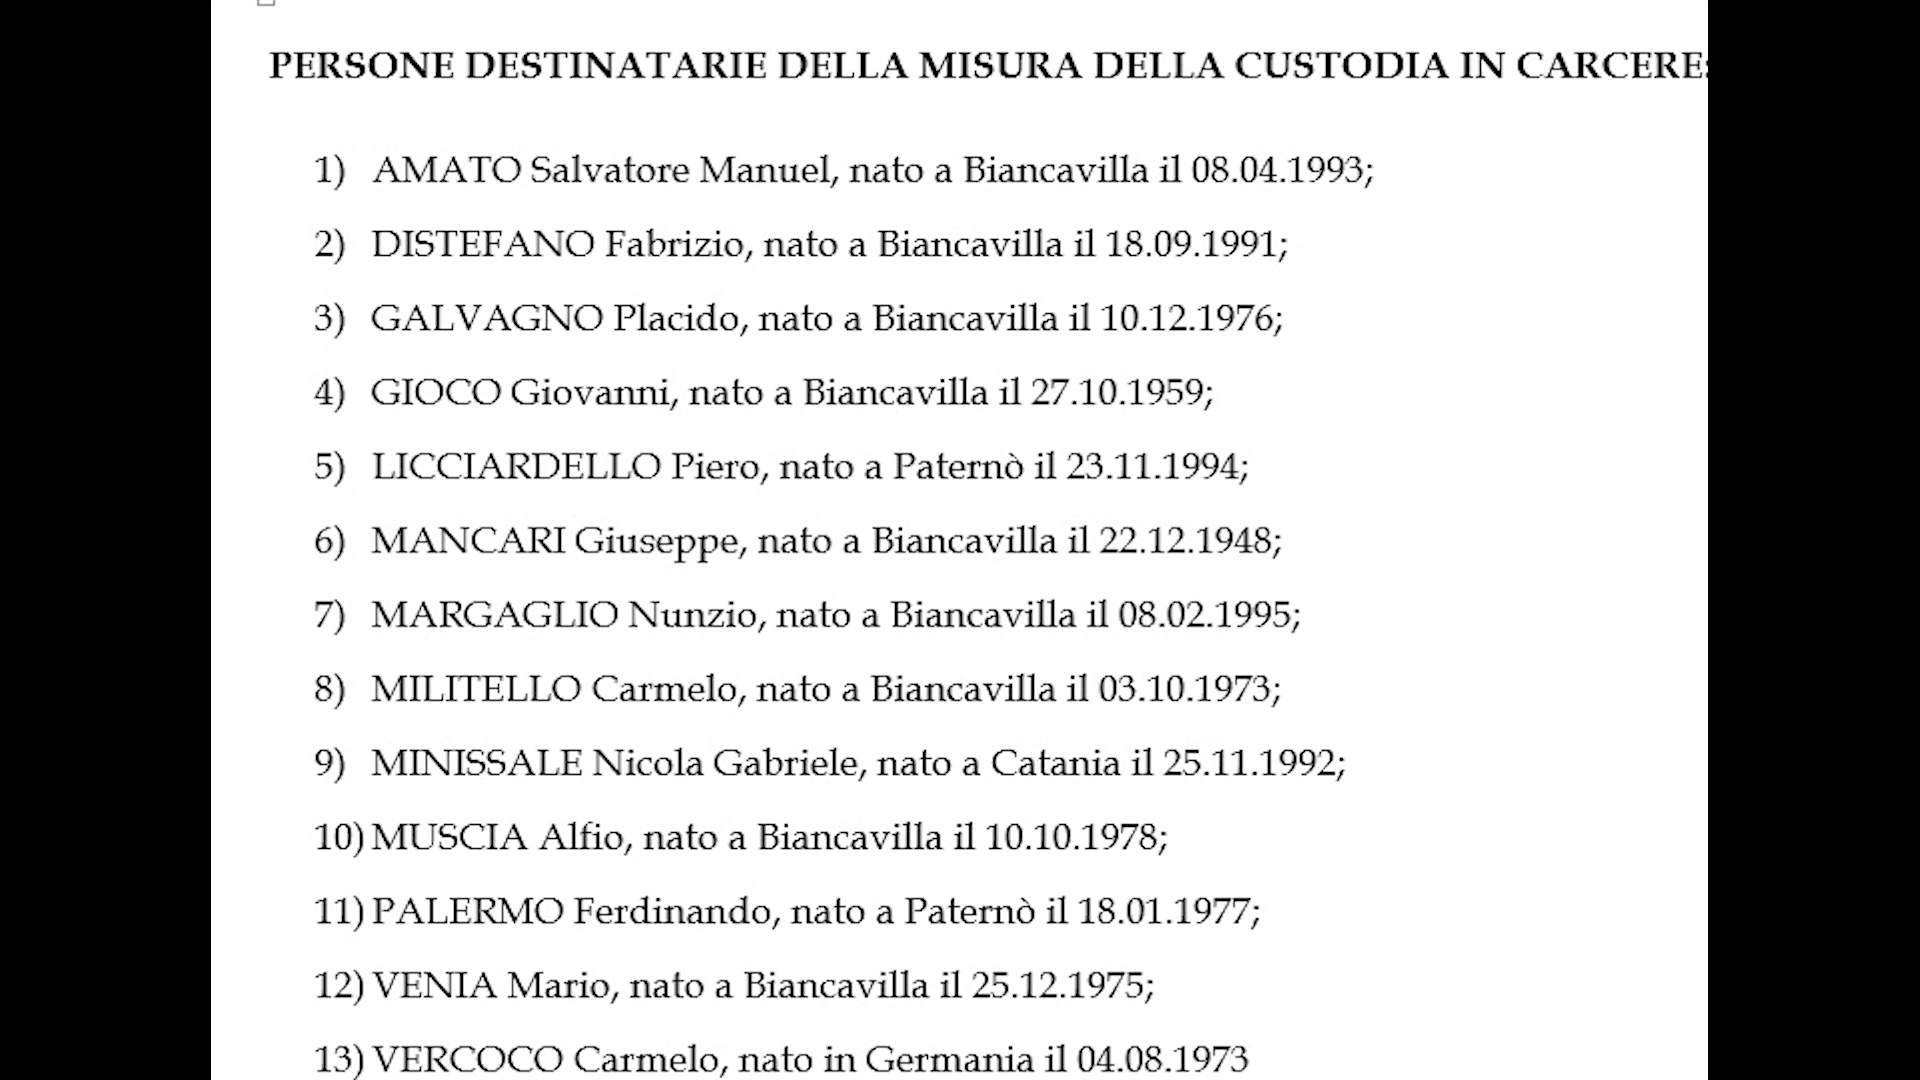 PERSONE DESTINATARIE DELLA MISURA DELLA CUSTODIA IN CARCERE:
1) AMATO Salvatore Manuel, nato a Biancavilla il 08.04.1993;
2) DISTEFANO Fabrizio, nato a Biancavilla il 18.09.1991;
3) GALVAGNO Placido, nato a Biancavilla il 10.12.1976;
4) GIOCO Giovanni, nato a Biancavilla il 27.10.1959;
5) LICCIARDELLO Piero, nato a Paternò il 23.11.1994;
6) MANCARI Giuseppe, nato a Biancavilla il 22.12.1948;
7) MARGAGLIO Nunzio, nato a Biancavilla il 08.02.1995;
8) MILITELLO Carmelo, nato a Biancavilla il 03.10.1973;
9) MINISSALE Nicola Gabriele, nato a Catania il 25.11.1992;
10) MUSCIA Alfio, nato a Biancavilla il 10.10.1978;
11) PALERMO Ferdinando, nato a Paternò il 18.01.1977;
12) VENIA Mario, nato a Biancavilla il 25.12.1975;
13) VERCOCO Carmelo, nato in Germania il 04.08.1973